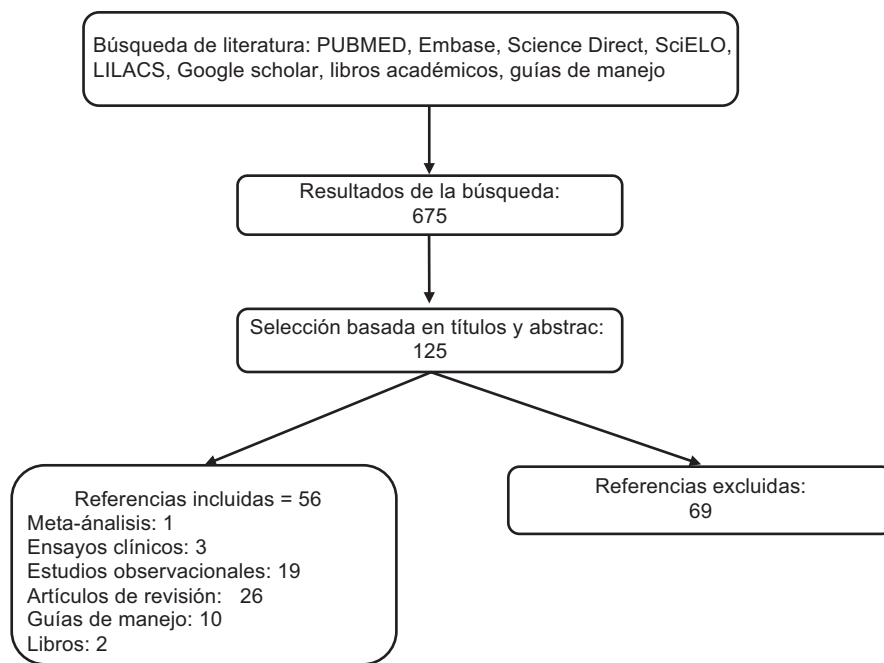 Búsqueda de literatura: PUBMED, Embase, Science Direct, SciELO,
LILACS, Google scholar, libros académicos, guías de manejo
Resultados de la búsqueda:
675
Selección basada en títulos y abstrac:
125
Referencias incluidas = 56
Meta-ánalisis: 1
Ensayos clínicos: 3
Estudios observacionales: 19
Artículos de revisión: 26
Guías de manejo: 10
Libros: 2
Referencias excluidas:
69